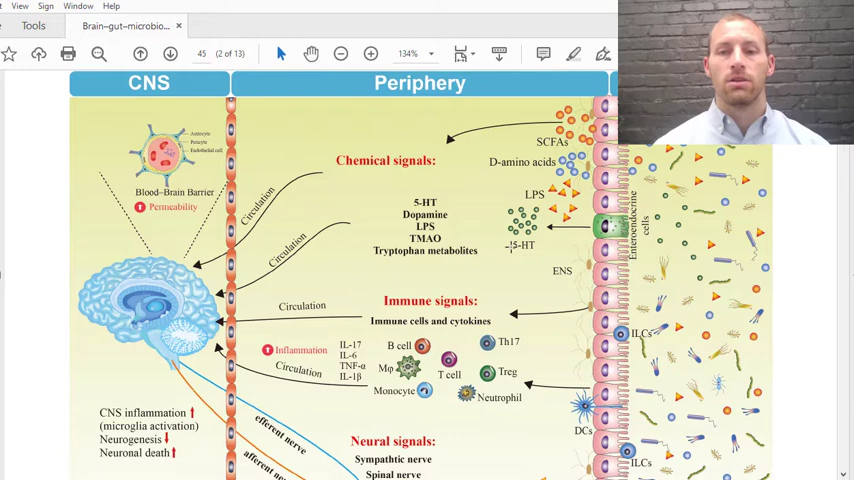 Sign
Window
Help
Tools
Brain–gut–microbio...
×
45
(2 of 13)
134%
CNS
Periphery
Astrocyte
Pericyte
Endothelial cell
Blood–Brain Barrier
Permeability
Circulation
Circulation
Circulation
Circulation
Chemical signals:
5-HT
Dopamine
LPS
TMAO
Tryptophan metabolites
SCFAs
D-amino acids
LPS
5-HT
ENS
Enteroendocrine
cells
Immune signals:
Immune cells and cytokines
Inflammation
IL-17
IL-6
TNF-α
IL-1β
B cell
Mφ
Monocyte
T cell
Th17
Treg
Neutrophil
ILCs
DCs
ILCs
CNS inflammation
(microglia activation)
Neurogenesis
Neuronal death
efferent nerve
afferent ne
Neural signals:
Sympathtic nerve
Spinal nerve